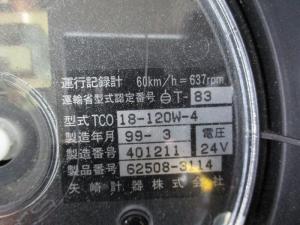 運行記録計 60km/h=637rpm
運輸省型式認定番号 自T-83
型式 TCO 18-120W-4
製造年月 99-3 電圧
製造番号 401211 24V
製品番号 62508-3114
矢崎計器株式会社